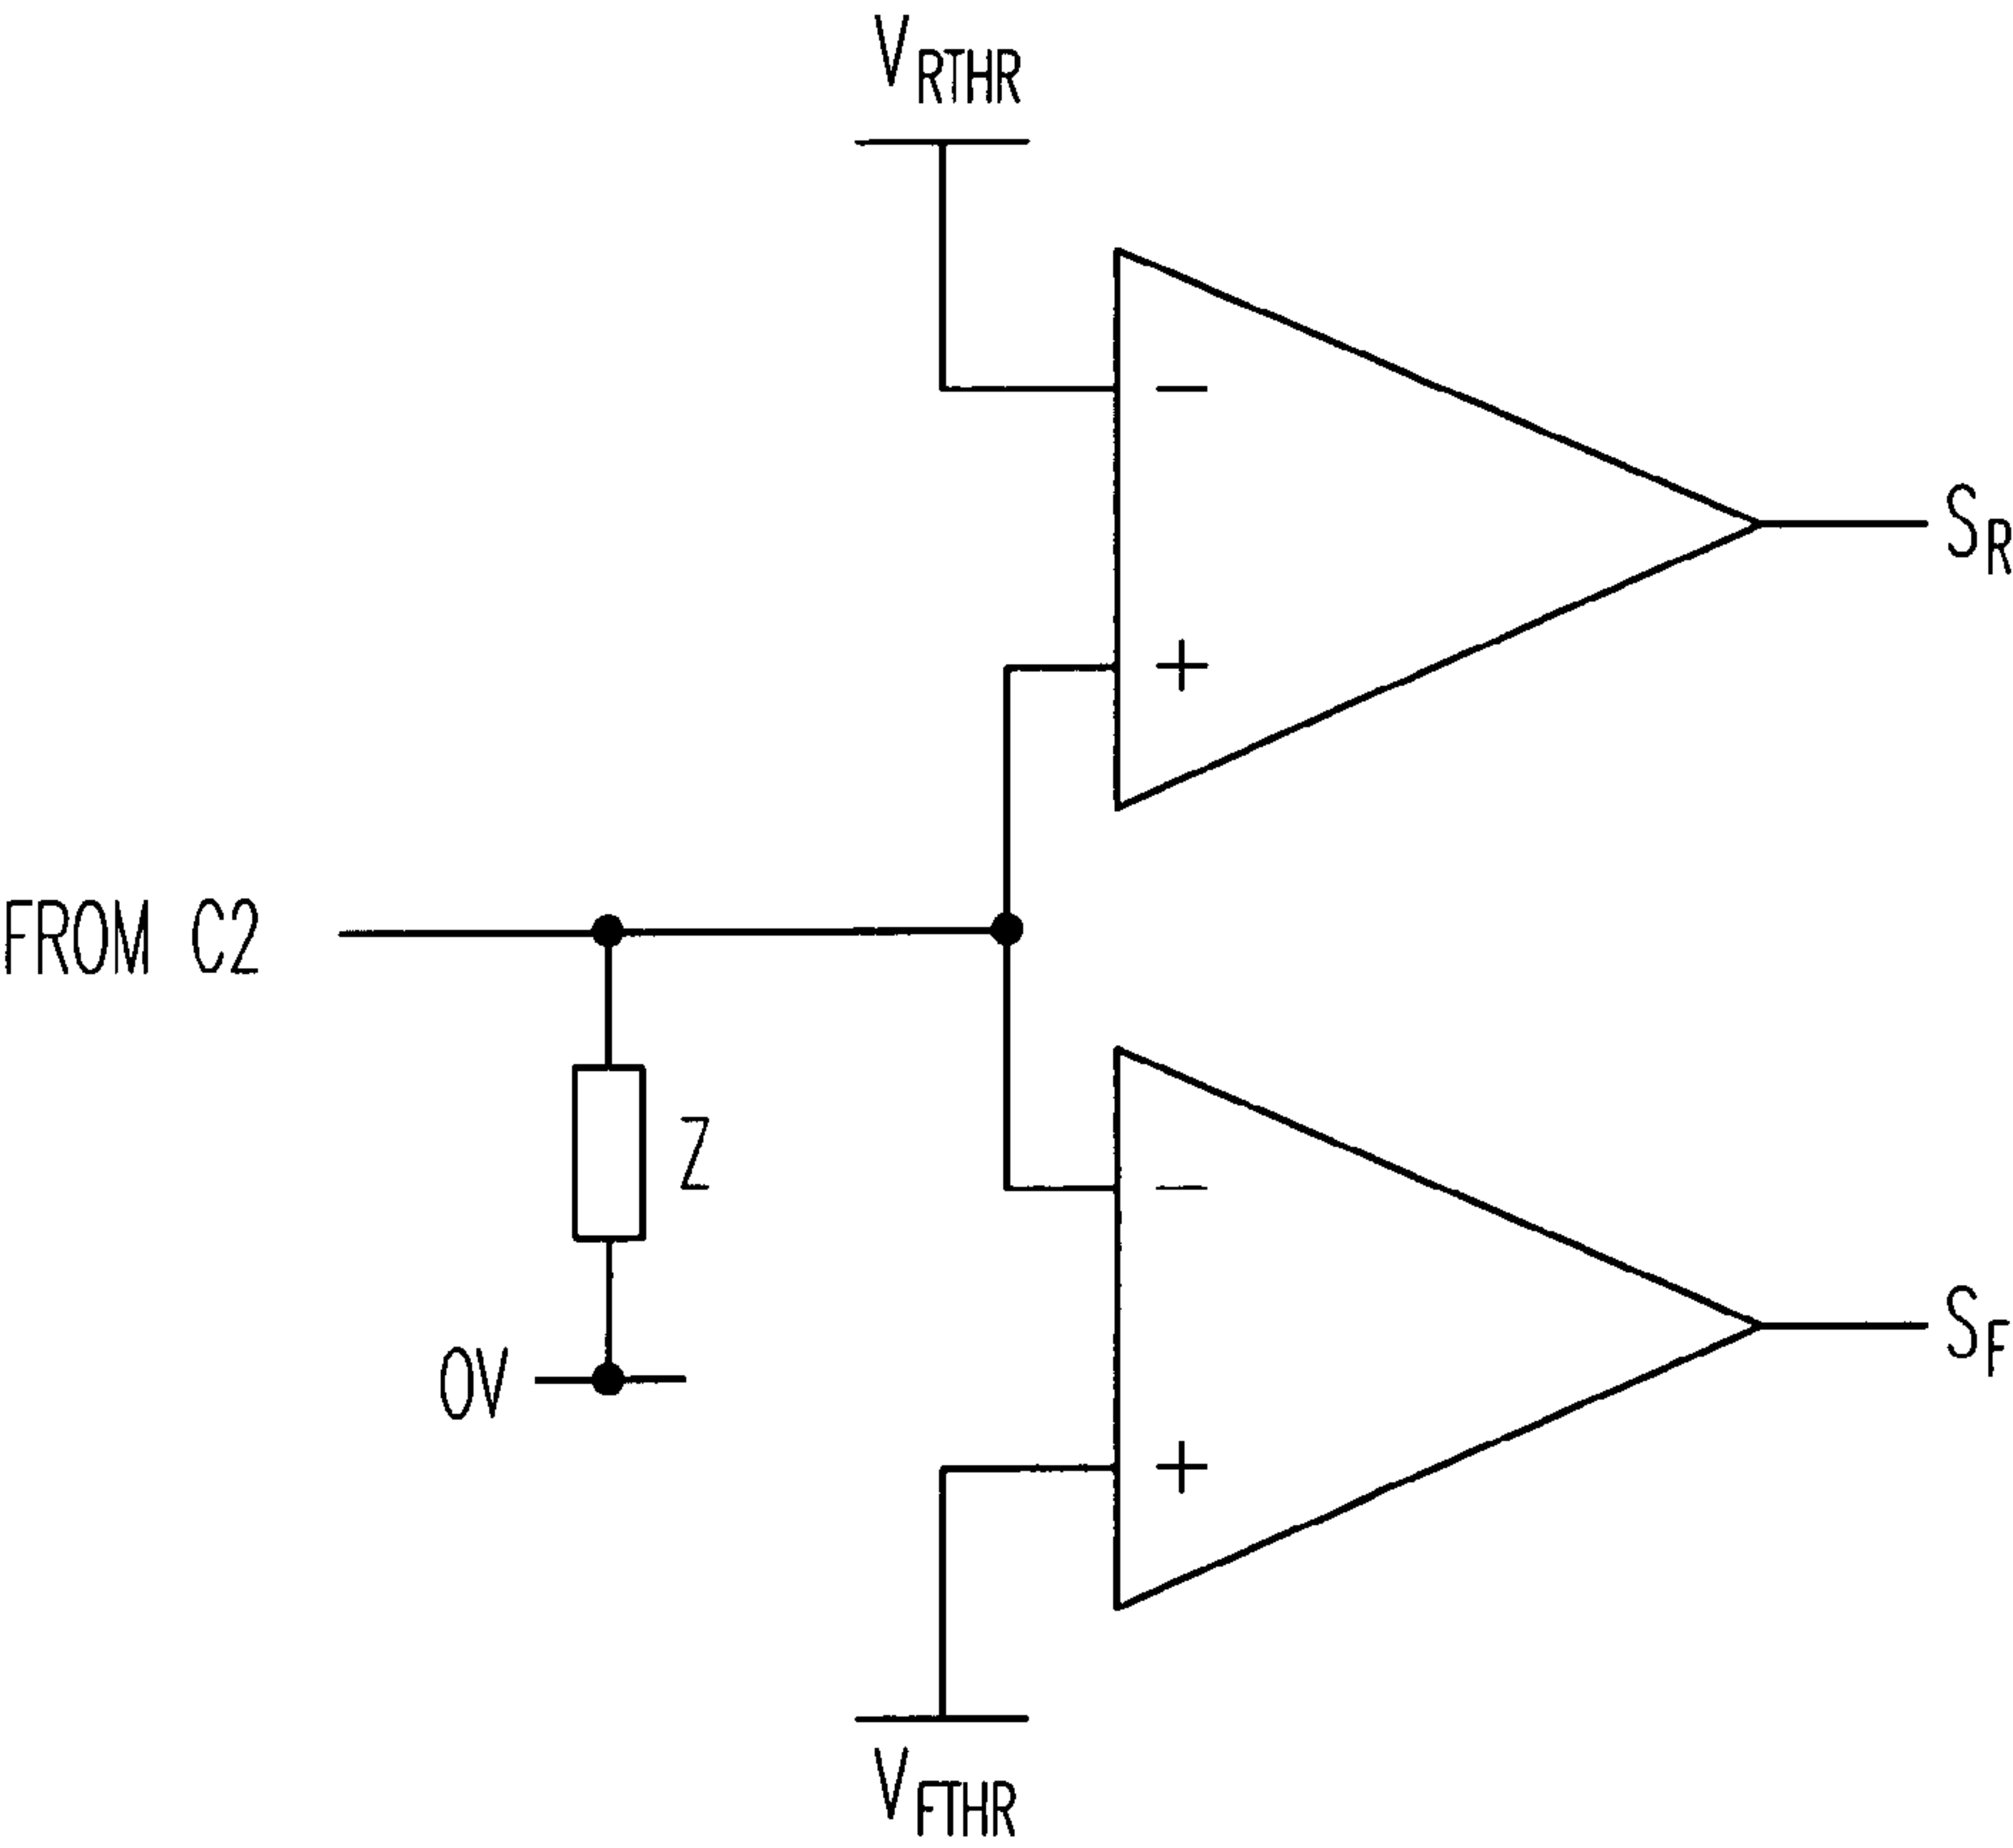 V_RTHR
−
S_R
+
FROM C2
Z
−
S_F
0V
+
V_FTHR